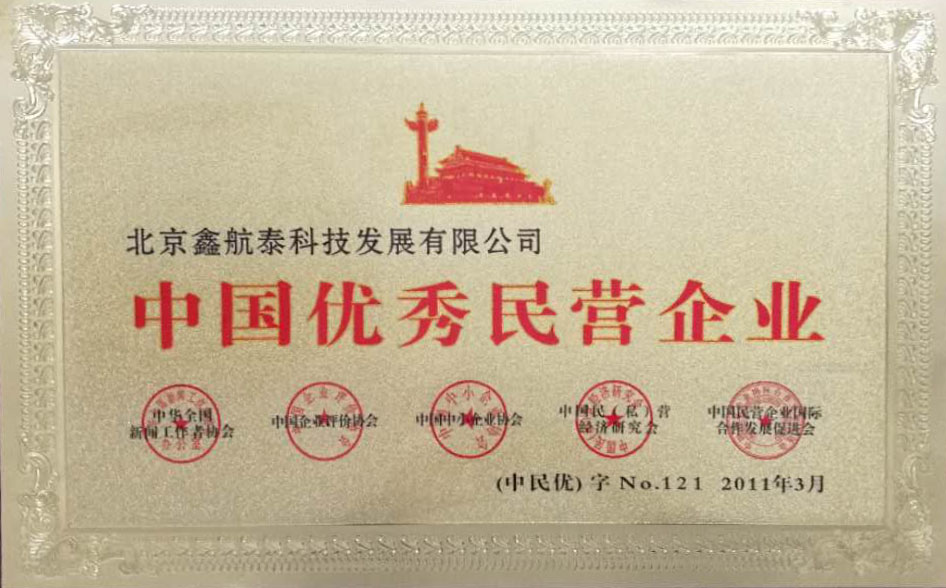 北京鑫航泰科技发展有限公司
中国优秀民营企业
中华全国
新闻工作者协会
中国企业评价协会
中国中小企业协会
中国民（私）营
经济研究会
中国民营企业国际
合作发展促进会
(中民优) 字 No.121 2011年3月